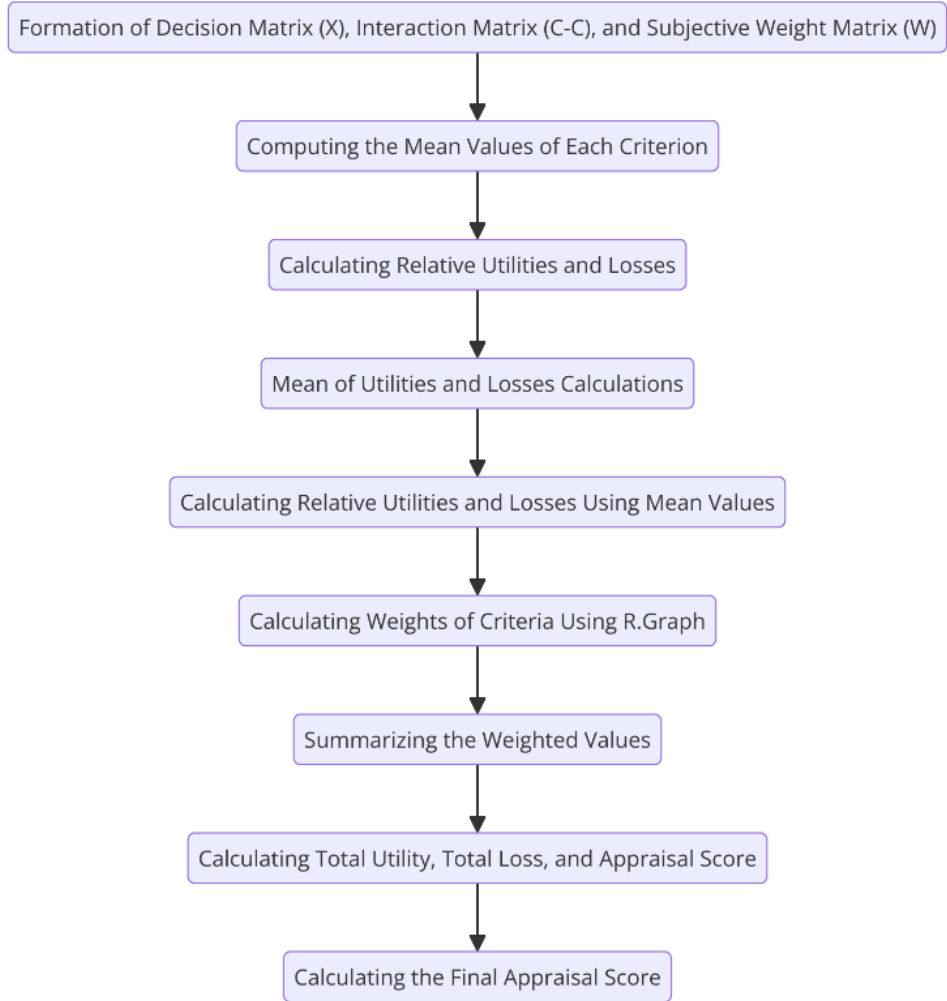 Formation of Decision Matrix (X), Interaction Matrix (C-C), and Subjective Weight Matrix (W)
Computing the Mean Values of Each Criterion
Calculating Relative Utilities and Losses
Mean of Utilities and Losses Calculations
Calculating Relative Utilities and Losses Using Mean Values
Calculating Weights of Criteria Using R.Graph
Summarizing the Weighted Values
Calculating Total Utility, Total Loss, and Appraisal Score
Calculating the Final Appraisal Score